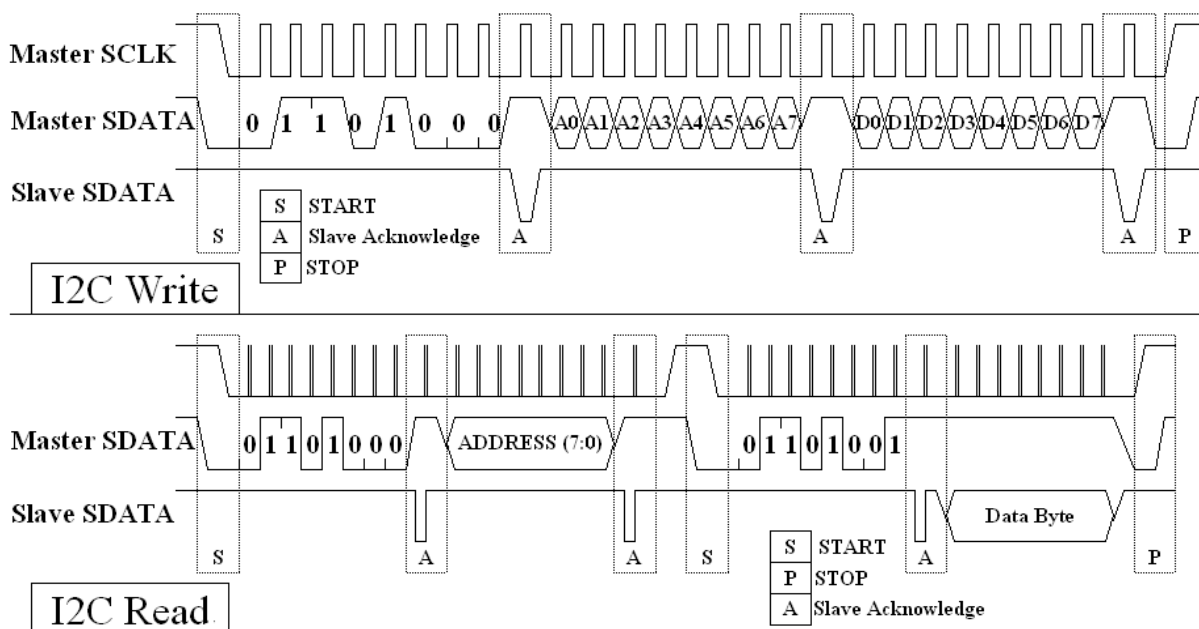 Master SCLK
Master SDATA 0 1 1 0 1 0 0 0 A0 A1 A2 A3 A4 A5 A6 A7 D0 D1 D2 D3 D4 D5 D6 D7
Slave SDATA
S START
A Slave Acknowledge
P STOP
S A A A P
I2C Write
Master SDATA 0 1 1 0 1 0 0 0 ADDRESS (7:0) 0 1 1 0 1 0 0 1
Slave SDATA Data Byte
S A A S A P
S START
P STOP
A Slave Acknowledge
I2C Read